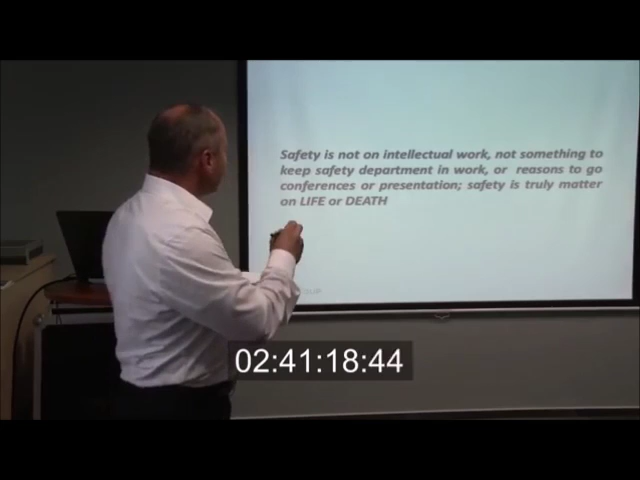 Safety is not on intellectual work, not something to
keep safety department in work, or reasons to go
conferences or presentation; safety is truly matter
on LIFE or DEATH
02:41:18:44